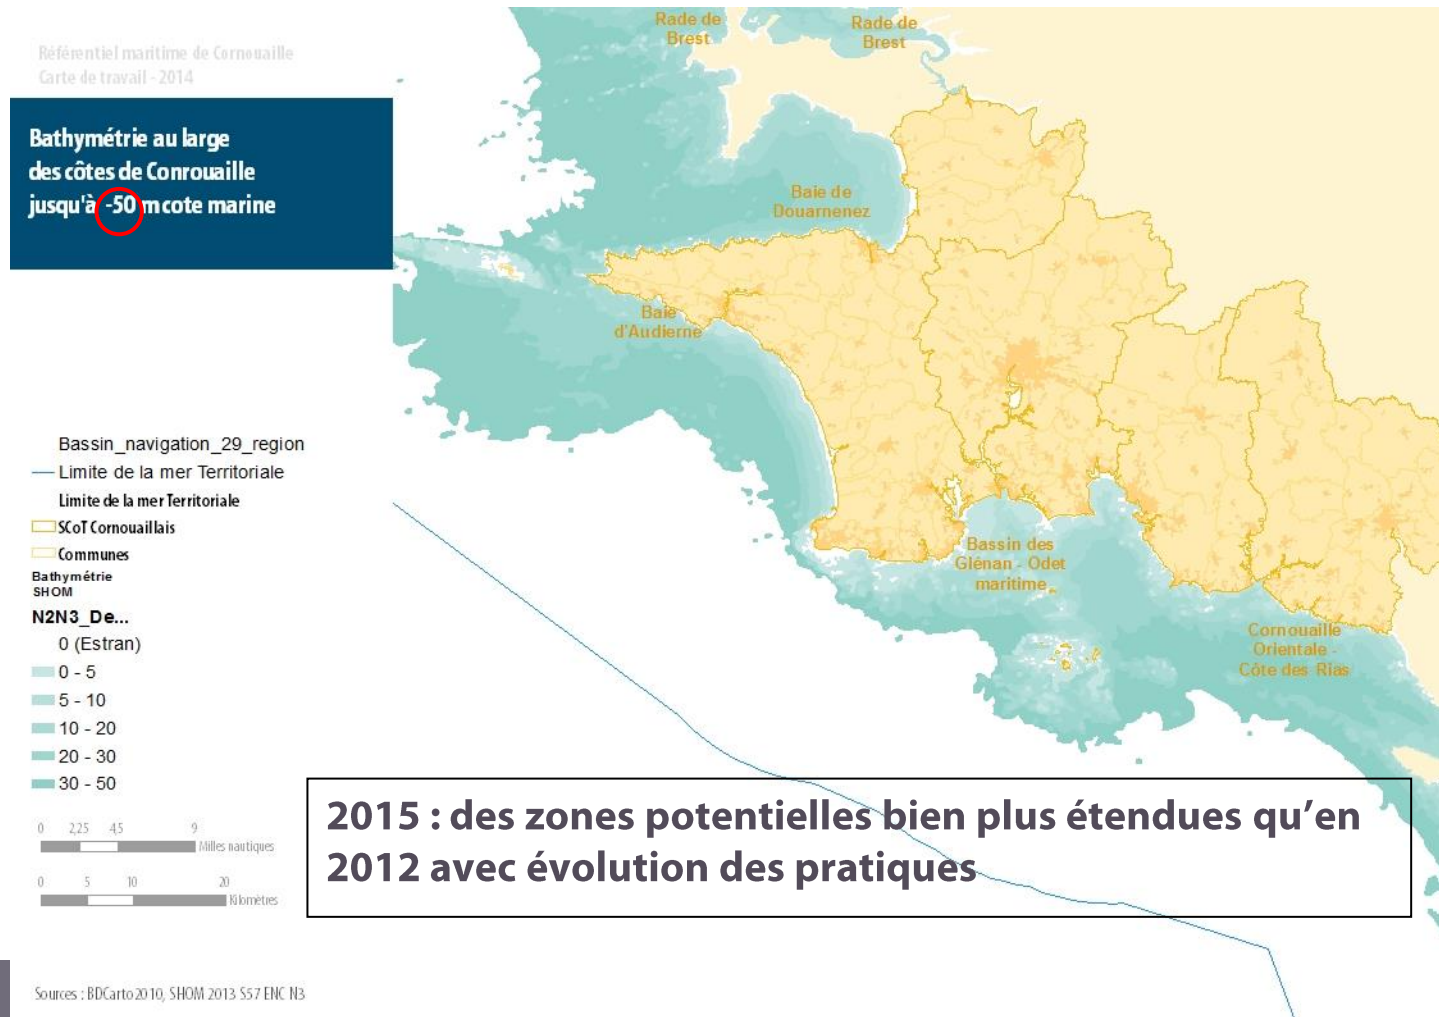 Référentiel maritime de Cornouaille
Carte de travail - 2014
Bathymétrie au large
des côtes de Conrouaille
jusqu'à -50 m cote marine
Rade de
Brest
Rade de
Brest
Baie de
Douarnenez
Baie
d'Audierne
Bassin des
Glénan - Odet
maritime
Cornouaille
Orientale -
Côte des Rias
Bassin_navigation_29_region
Limite de la mer Territoriale
Limite de la mer Territoriale
SCoT Cornouaillais
Communes
Bathymétrie
SHOM
N2N3_De...
0 (Estran)
0 - 5
5 - 10
10 - 20
20 - 30
30 - 50
0 2,25 4,5 9
Milles nautiques
0 5 10 20
Kilomètres
2015 : des zones potentielles bien plus étendues qu’en
2012 avec évolution des pratiques
Sources : BDCarto2010, SHOM 2013 S57 ENC N3